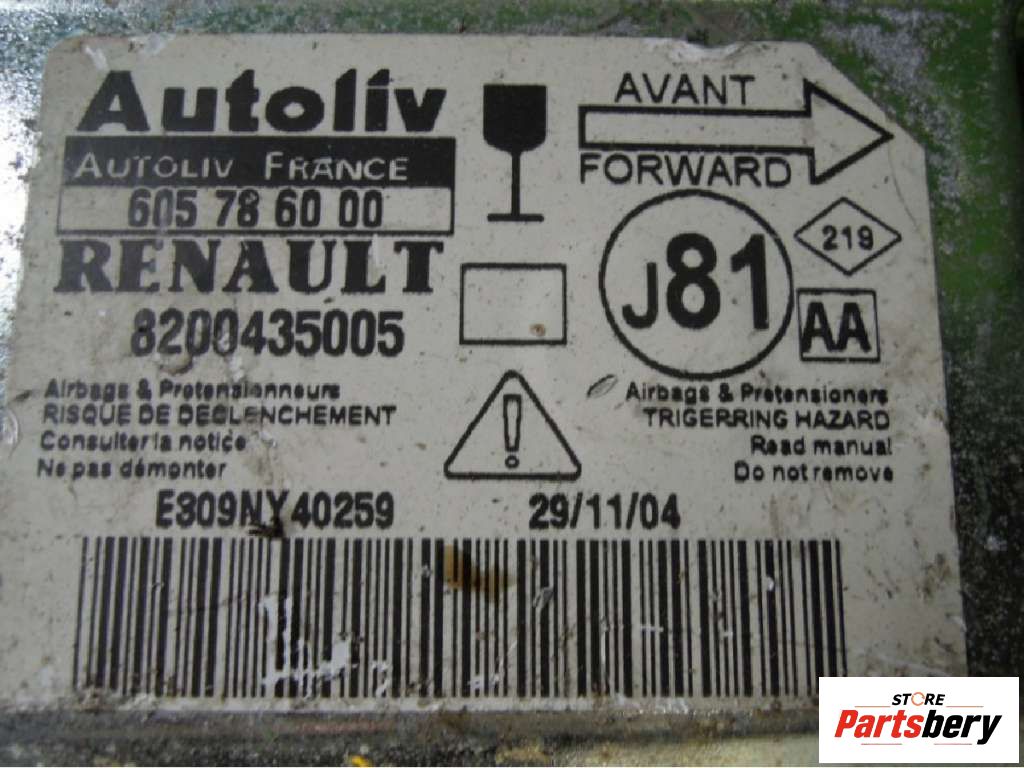 Autoliv
AUTOLIV FRANCE
605 78 60 00
RENAULT
8200435005
AVANT
FORWARD
J81
219
AA
Airbags & Pretensionneurs
RISQUE DE DECLENCHEMENT
Consulter la notice
Ne pas démonter
Airbags & Pretensioners
TRIGERRING HAZARD
Read manual
Do not remove
E309NY40259
29/11/04
STORE
Partsbery